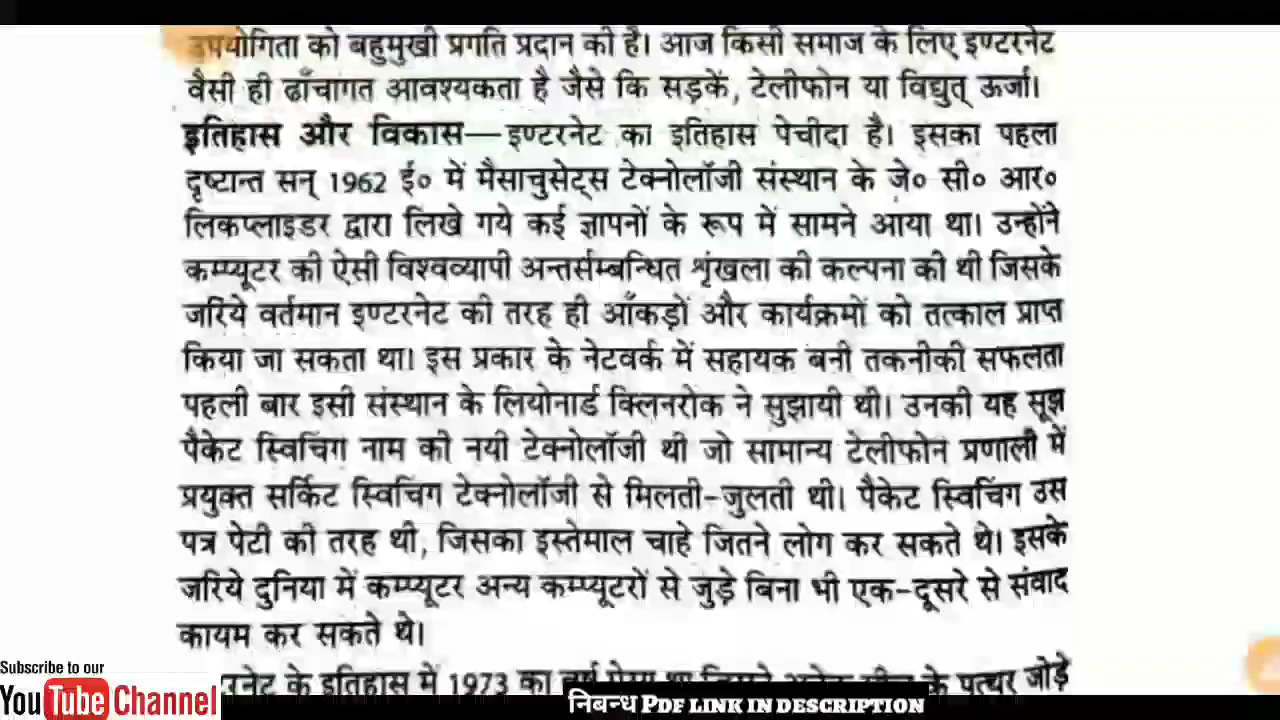 उपयोगिता को बहुमुखी प्रगति प्रदान की है। आज किसी समाज के लिए इण्टरनेट
वैसी ही ढाँचागत आवश्यकता है जैसे कि सड़कें, टेलीफोन या विद्युत् ऊर्जा।
इतिहास और विकास—इण्टरनेट का इतिहास पेचीदा है। इसका पहला
दृष्टान्त सन् 1962 ई० में मैसाचुसेट्स टेक्नोलॉजी संस्थान के जे० सी० आर०
लिकप्लाइडर द्वारा लिखे गये कई ज्ञापनों के रूप में सामने आया था। उन्होंने
कम्प्यूटर की ऐसी विश्वव्यापी अन्तर्सम्बन्धित शृंखला की कल्पना की थी जिसके
जरिये वर्तमान इण्टरनेट की तरह ही आँकड़ों और कार्यक्रमों को तत्काल प्राप्त
किया जा सकता था। इस प्रकार के नेटवर्क में सहायक बनी तकनीकी सफलता
पहली बार इसी संस्थान के लियोनार्ड क्लिनरोक ने सुझायी थी। उनकी यह सूझ
पैकेट स्विचिंग नाम की नयी टेक्नोलॉजी थी जो सामान्य टेलीफोन प्रणाली में
प्रयुक्त सर्किट स्विचिंग टेक्नोलॉजी से मिलती-जुलती थी। पैकेट स्विचिंग उस
पत्र पेटी की तरह थी, जिसका इस्तेमाल चाहे जितने लोग कर सकते थे। इसके
जरिये दुनिया में कम्प्यूटर अन्य कम्प्यूटरों से जुड़े बिना भी एक-दूसरे से संवाद
कायम कर सकते थे।
के इतिहास में 1973 का के पत्थर जोड़े
Subscribe to our
YouTube Channel
निबन्ध PDF LINK IN DESCRIPTION